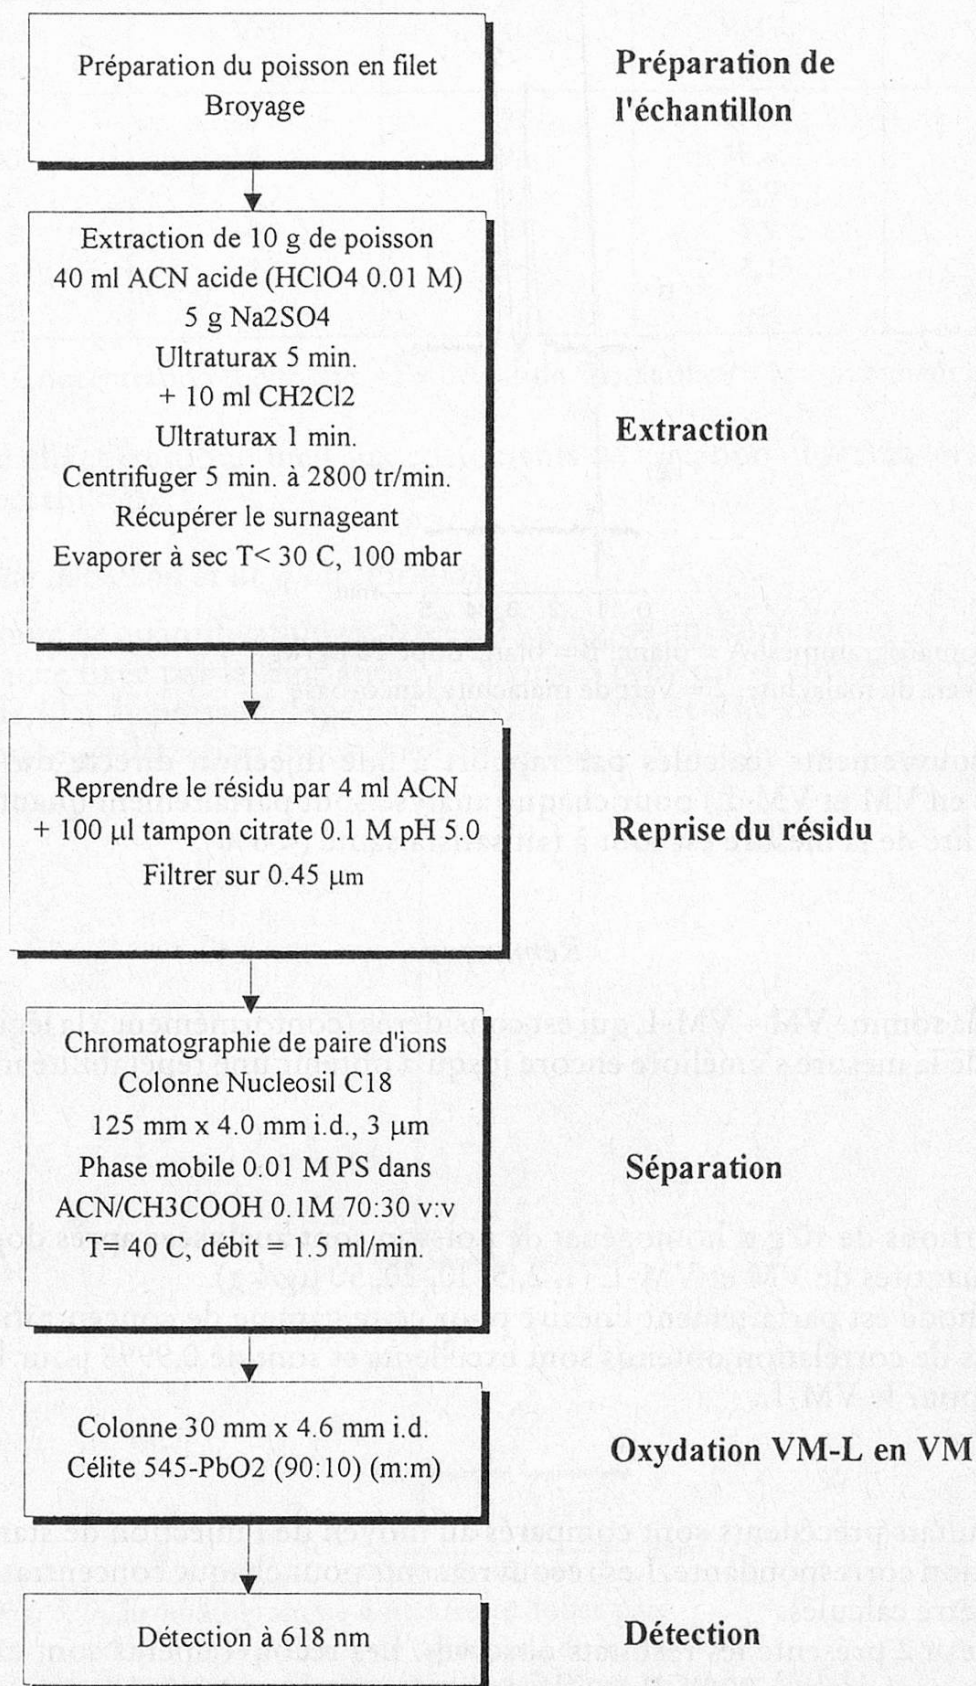 Préparation du poisson en filet
Broyage
Préparation de
l'échantillon
Extraction de 10 g de poisson
40 ml ACN acide (HClO4 0.01 M)
5 g Na2SO4
Ultraturax 5 min.
+ 10 ml CH2Cl2
Ultraturax 1 min.
Centrifuger 5 min. à 2800 tr/min.
Récupérer le surnageant
Evaporer à sec T< 30 C, 100 mbar
Extraction
Reprendre le résidu par 4 ml ACN
+ 100 µl tampon citrate 0.1 M pH 5.0
Filtrer sur 0.45 µm
Reprise du résidu
Chromatographie de paire d'ions
Colonne Nucleosil C18
125 mm x 4.0 mm i.d., 3 µm
Phase mobile 0.01 M PS dans
ACN/CH3COOH 0.1M 70:30 v:v
T= 40 C, débit = 1.5 ml/min.
Séparation
Colonne 30 mm x 4.6 mm i.d.
Célite 545-PbO2 (90:10) (m:m)
Oxydation VM-L en VM
Détection à 618 nm
Détection